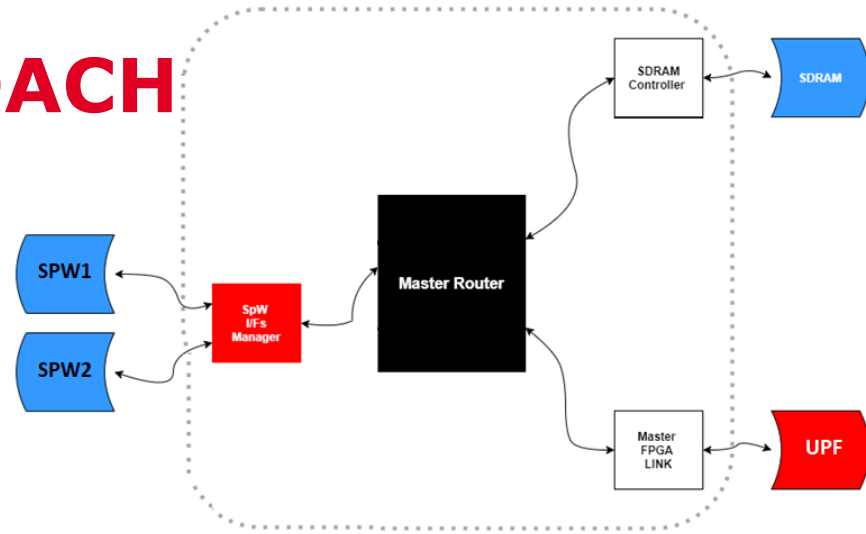 ACH
SDRAM
Controller
SDRAM
SPW1
SPW2
SpW
I/Fs
Manager
Master Router
Master
FPGA
LINK
UPF